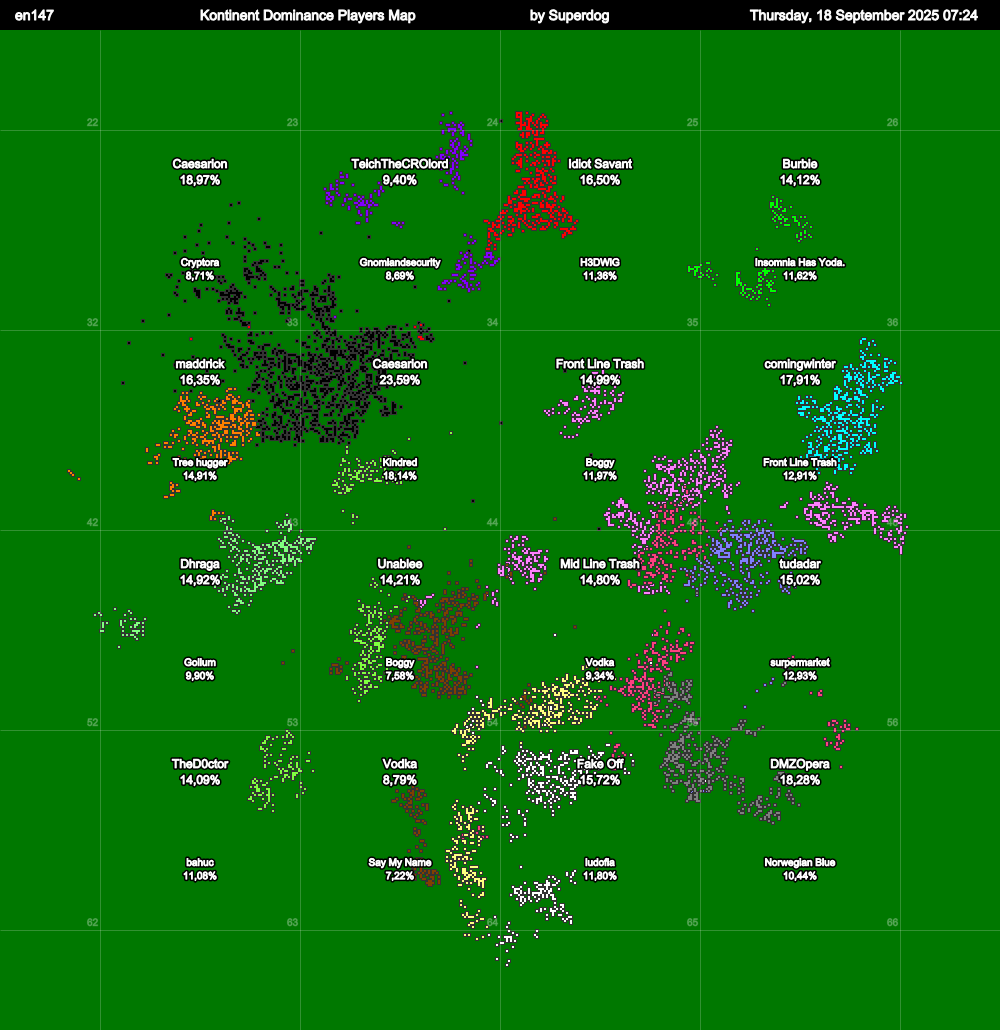 en147 Kontinent Dominance Players Map by Superdog Thursday, 18 September 2025 07:24
22 23 24 25 26
Caesarion TeichTheCROlord Idiot Savant Burbie
18,97% 9,40% 16,50% 14,12%
Cryptora Gnomlandsecurity H3DWIG Insomnia Has Yoda.
8,71% 8,69% 11,36% 11,62%
32 33 34 35 36
maddrick Caesarion Front Line Trash comingwinter
16,35% 23,59% 14,99% 17,91%
Tree hugger Kindred Boggy Front Line Trash
14,91% 18,14% 11,97% 12,91%
42 43 44 45 46
Dhraga Unablee Mid Line Trash tudadar
14,92% 14,21% 14,80% 15,02%
Gollum Boggy Vodka surpermarket
9,90% 7,58% 9,34% 12,93%
52 53 54 55 56
TheD0ctor Vodka Fake Off DMZOpera
14,09% 8,79% 15,72% 18,28%
bahuc Say My Name ludofia Norwegian Blue
11,08% 7,22% 11,80% 10,44%
62 63 64 65 66